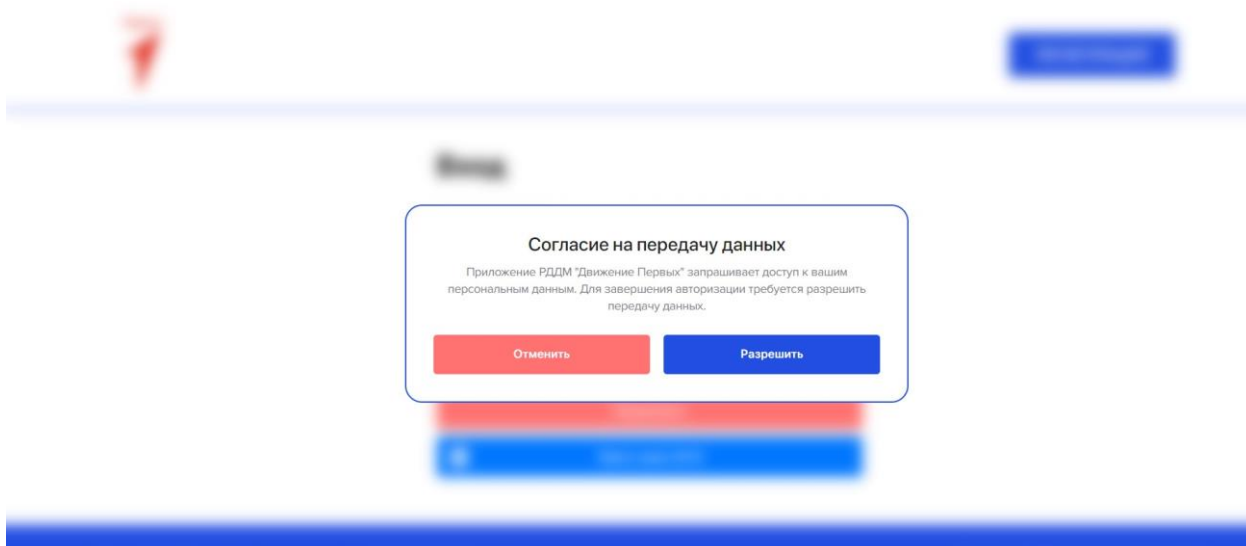 Вход
Согласие на передачу данных
Приложение РДДМ "Движение Первых" запрашивает доступ к вашим
персональным данным. Для завершения авторизации требуется разрешить
передачу данных.
Отменить
Разрешить